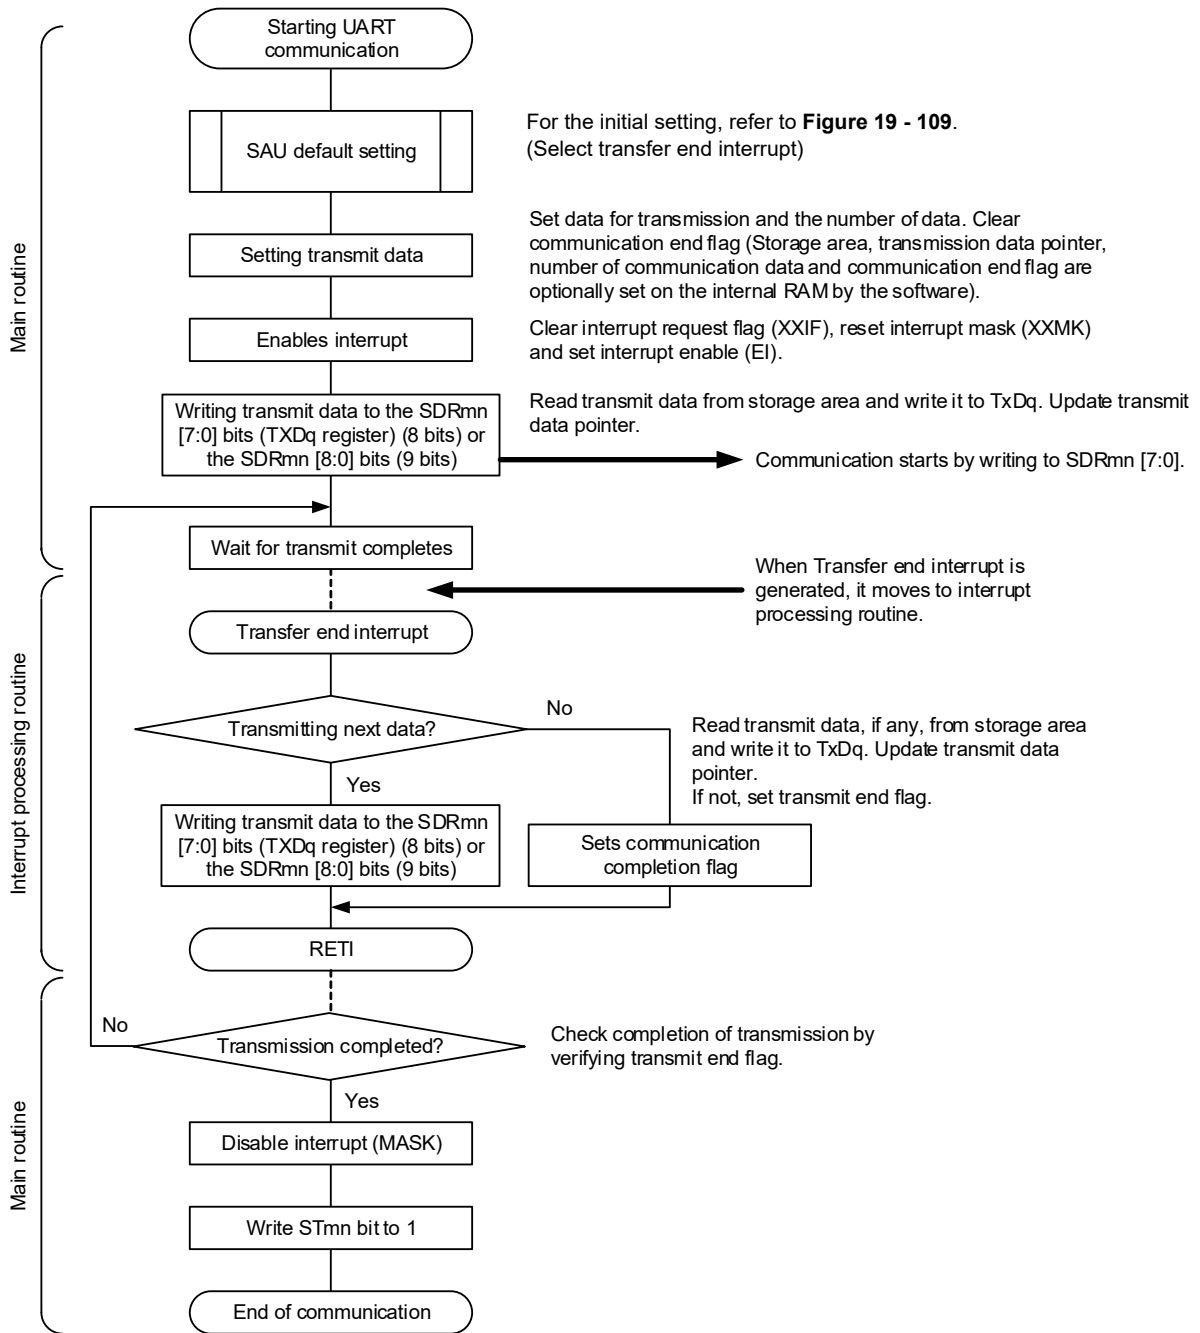 Starting UART
communication
SAU default setting
For the initial setting, refer to Figure 19 - 109.
(Select transfer end interrupt)
Main routine
Setting transmit data
Set data for transmission and the number of data. Clear
communication end flag (Storage area, transmission data pointer,
number of communication data and communication end flag are
optionally set on the internal RAM by the software).
Enables interrupt
Clear interrupt request flag (XXIF), reset interrupt mask (XXMK)
and set interrupt enable (EI).
Writing transmit data to the SDRmn
[7:0] bits (TXDq register) (8 bits) or
the SDRmn [8:0] bits (9 bits)
Read transmit data from storage area and write it to TxDq. Update transmit
data pointer.
Communication starts by writing to SDRmn [7:0].
Wait for transmit completes
When Transfer end interrupt is
generated, it moves to interrupt
processing routine.
Transfer end interrupt
Interrupt processing routine
Transmitting next data?
No
Yes
Read transmit data, if any, from storage area
and write it to TxDq. Update transmit data
pointer.
If not, set transmit end flag.
Writing transmit data to the SDRmn
[7:0] bits (TXDq register) (8 bits) or
the SDRmn [8:0] bits (9 bits)
Sets communication
completion flag
RETI
Main routine
No
Transmission completed?
Check completion of transmission by
verifying transmit end flag.
Yes
Disable interrupt (MASK)
Write STmn bit to 1
End of communication